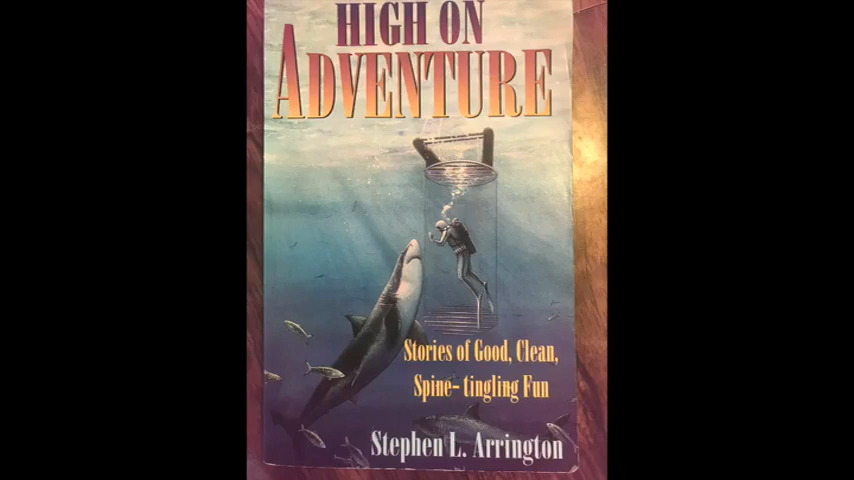 HIGH ON
ADVENTURE
Stories of Good, Clean,
Spine-tingling Fun
Stephen L. Arrington